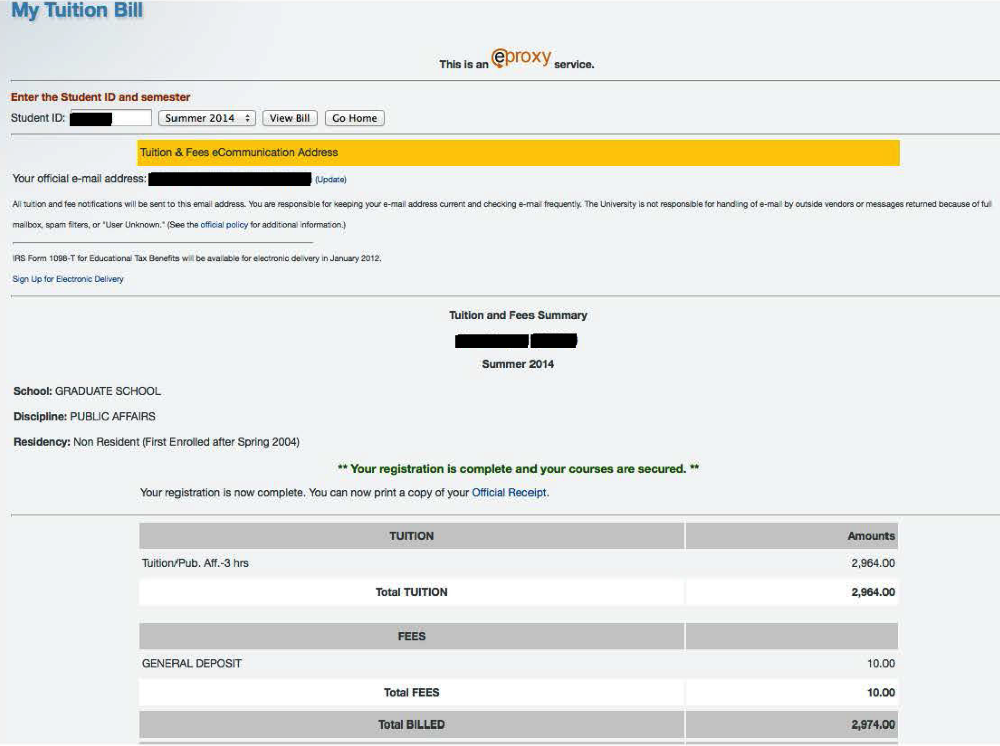 My Tuition Bill
This is an eproxy service.
Enter the Student ID and semester
Student ID: Summer 2014 View Bill Go Home
Tuition & Fees eCommunication Address
Your official e-mail address: (Update)
All tuition and fee notifications will be sent to this email address. You are responsible for keeping your e-mail address current and checking e-mail frequently. The University is not responsible for handling of e-mail by outside vendors or messages returned because of full
mailbox, spam filters, or "User Unknown." (See the official policy for additional information.)
IRS Form 1098-T for Educational Tax Benefits will be available for electronic delivery in January 2012.
Sign Up for Electronic Delivery
Tuition and Fees Summary
Summer 2014
School: GRADUATE SCHOOL
Discipline: PUBLIC AFFAIRS
Residency: Non Resident (First Enrolled after Spring 2004)
** Your registration is complete and your courses are secured. **
Your registration is now complete. You can now print a copy of your Official Receipt.
TUITION Amounts
Tuition/Pub. Aff.-3 hrs 2,964.00
Total TUITION 2,964.00
FEES
GENERAL DEPOSIT 10.00
Total FEES 10.00
Total BILLED 2,974.00